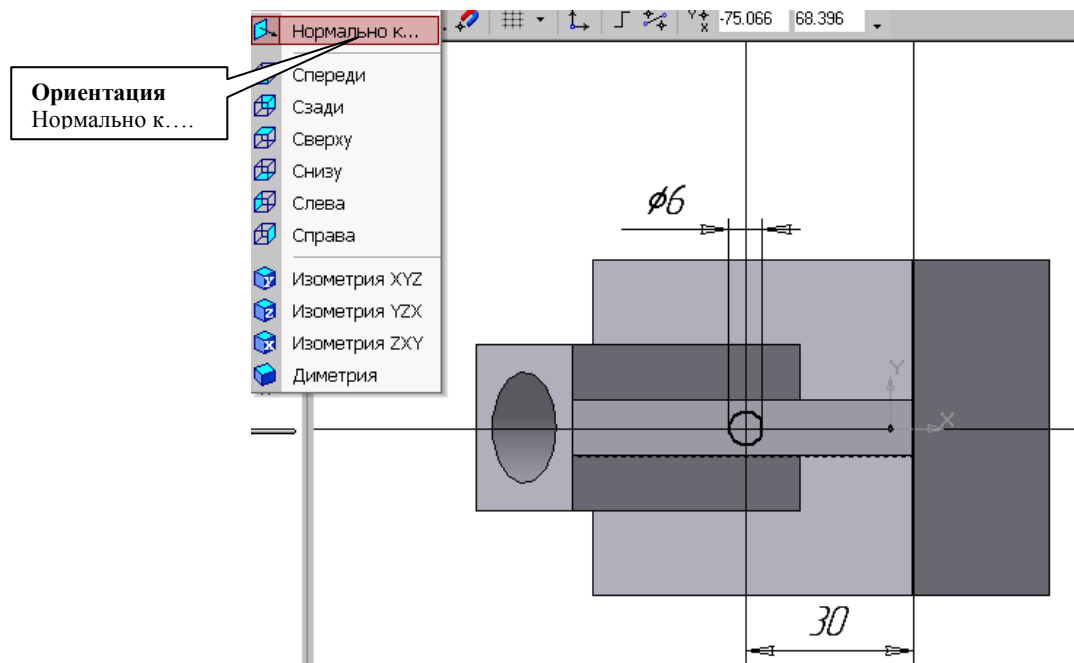 Нормально к...
-75.066 68.396
Ориентация
Нормально к….
Спереди
Сзади
Сверху
Снизу
Слева
Справа
Изометрия XYZ
Изометрия YZX
Изометрия ZXY
Диметрия
ϕ6
Y
X
30